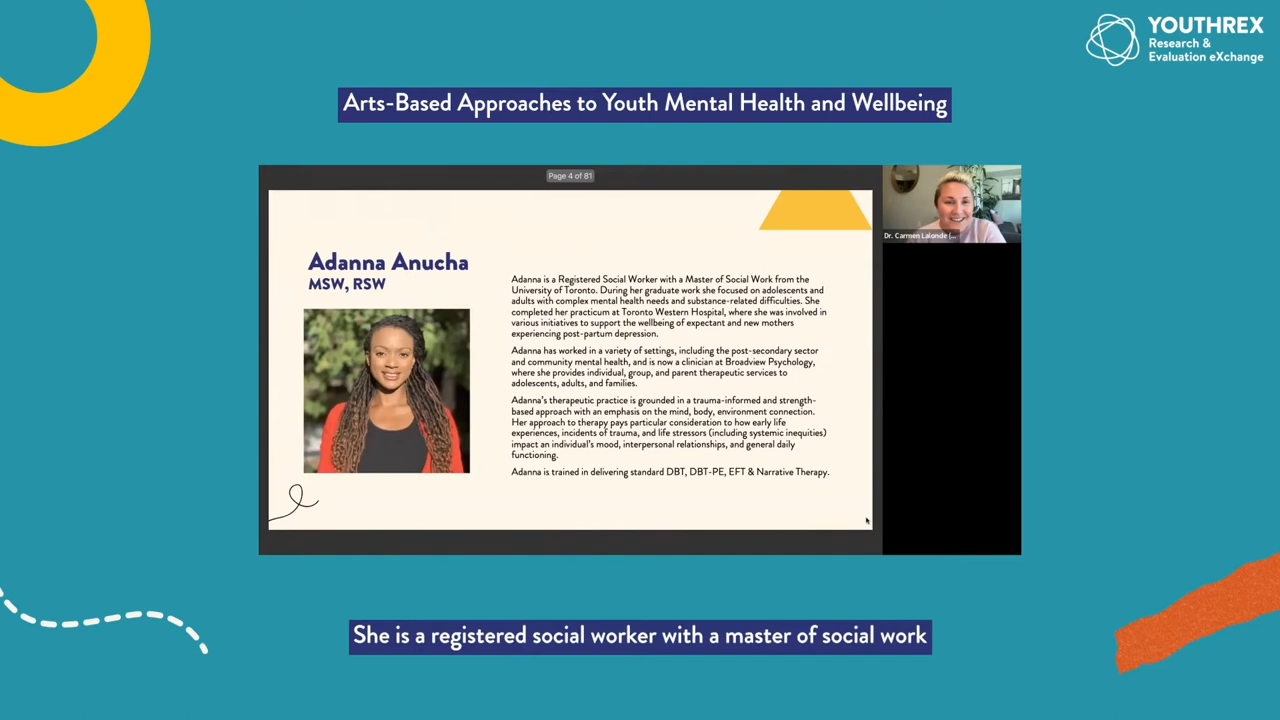 YOUTHREX
Research &
Evaluation eXchange
Arts-Based Approaches to Youth Mental Health and Wellbeing
Page 4 of 81
Adanna Anucha
MSW, RSW
Adanna is a Registered Social Worker with a Master of Social Work from the
University of Toronto. During her graduate work she focused on adolescents and
adults with complex mental health needs and substance-related difficulties. She
completed her practicum at Toronto Western Hospital, where she was involved in
various initiatives to support the wellbeing of expectant and new mothers
experiencing post-partum depression.
Adanna has worked in a variety of settings, including the post-secondary sector
and community mental health, and is now a clinician at Broadview Psychology,
where she provides individual, group, and parent therapeutic services to
adolescents, adults, and families.
Adanna's therapeutic practice is grounded in a trauma-informed and strength-
based approach with an emphasis on the mind, body, environment connection.
Her approach to therapy pays particular consideration to how early life
experiences, incidents of trauma, and life stressors (including systemic inequities)
impact an individual's mood, interpersonal relationships, and general daily
functioning.
Adanna is trained in delivering standard DBT, DBT-PE, EFT & Narrative Therapy.
Dr. Carmen Lalonde (...
She is a registered social worker with a master of social work